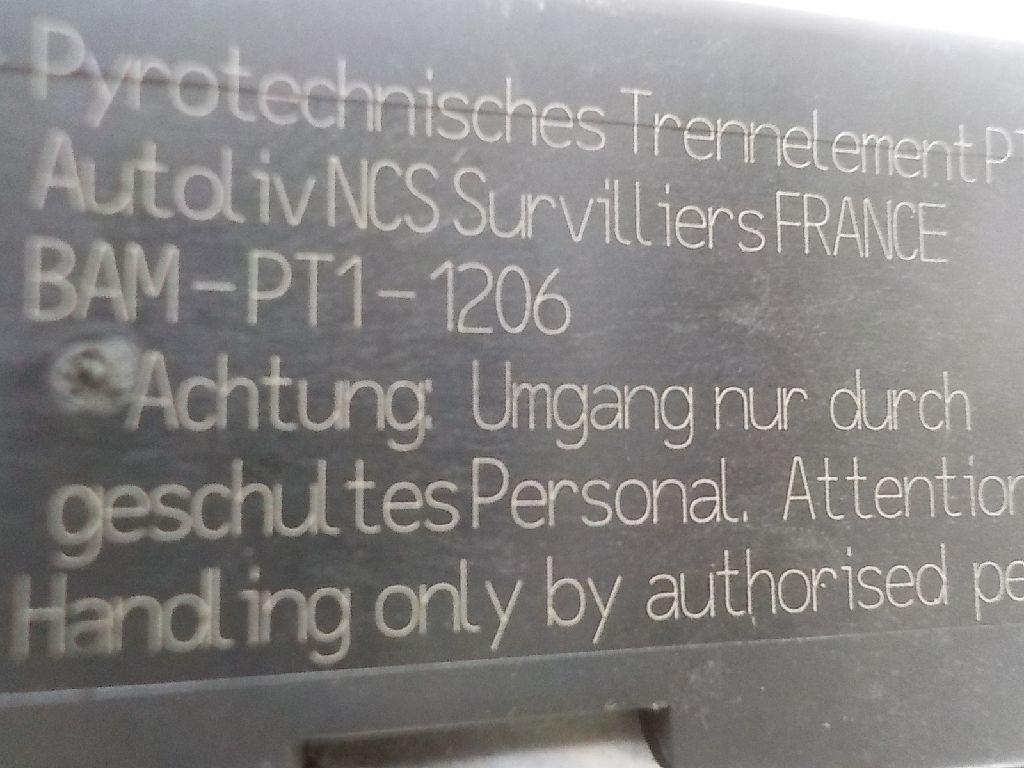 Pyrotechnisches Trennelement
Autoliv NCS Survilliers FRANCE
BAM-PT1-1206
Achtung: Umgang nur durch
geschultes Personal. Attention
Handling only by authorised